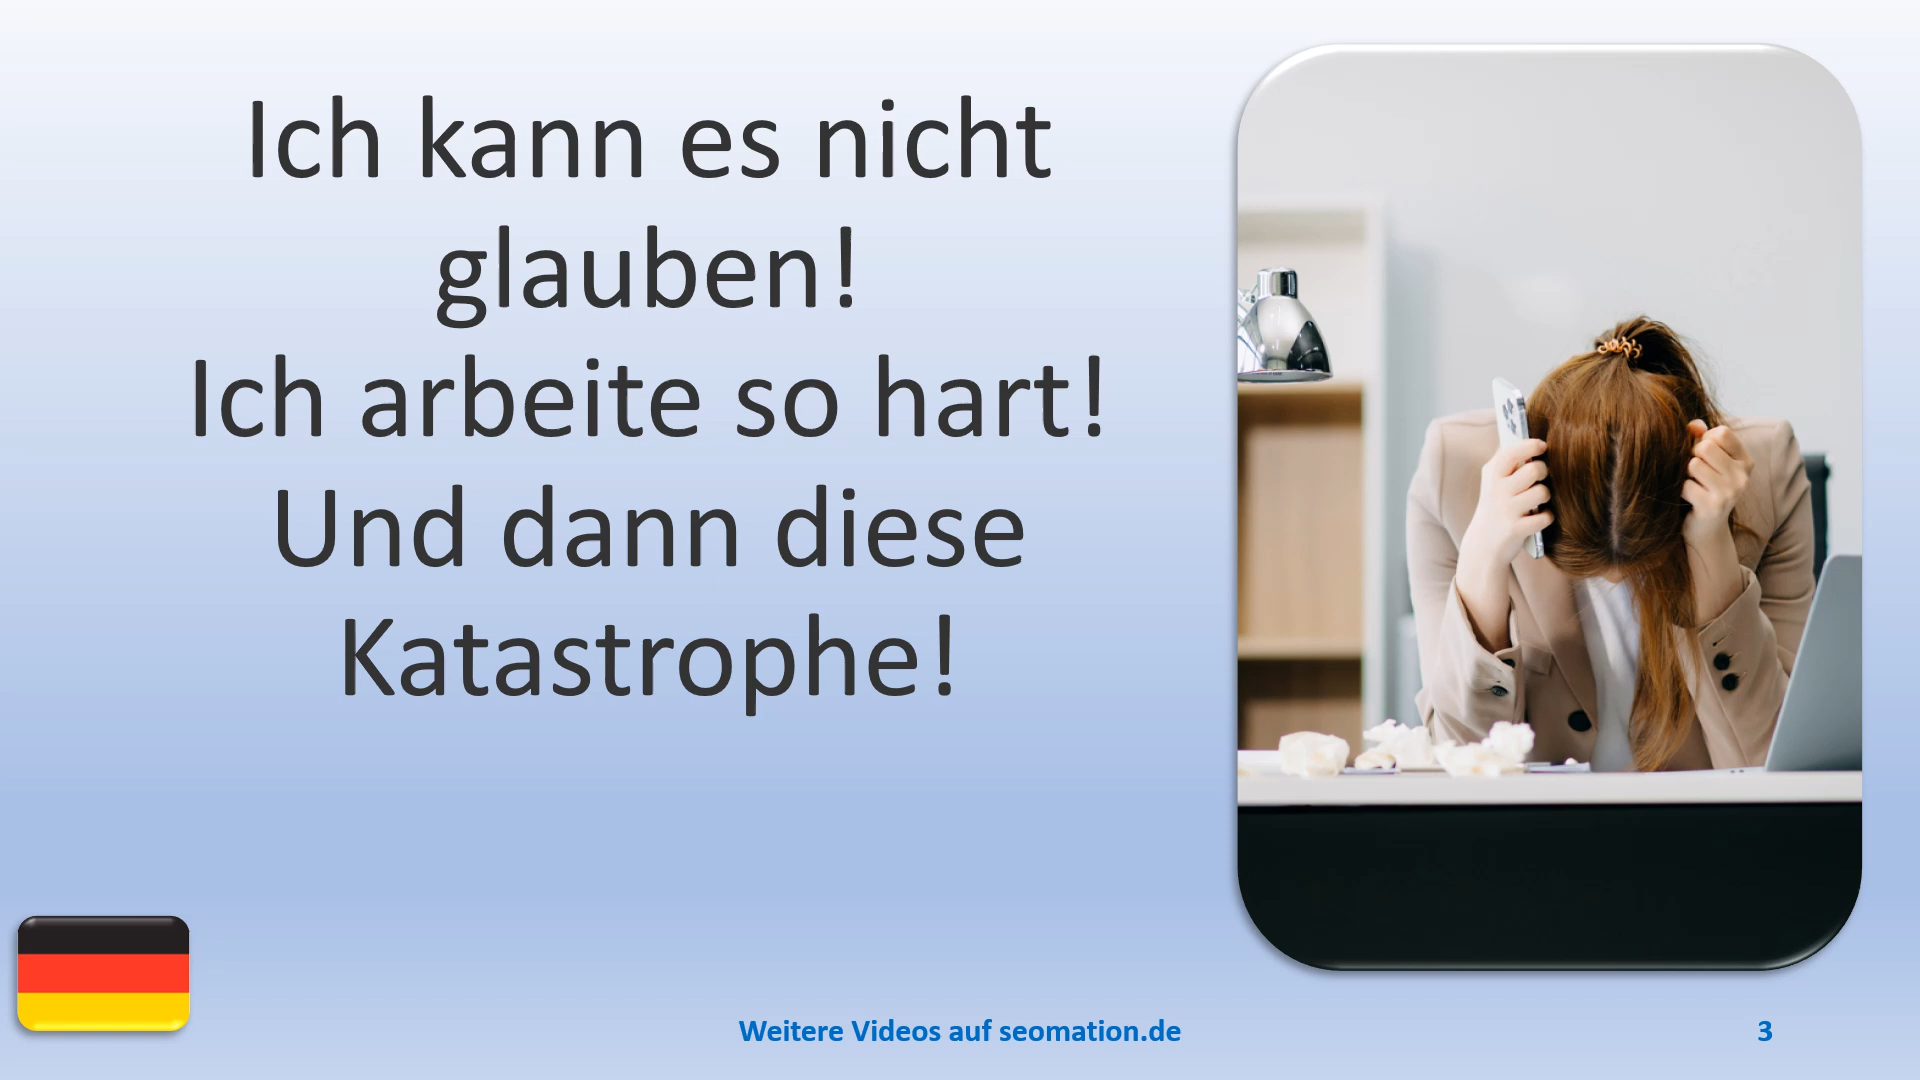 Ich kann es nicht
glauben!
Ich arbeite so hart!
Und dann diese
Katastrophe!
Weitere Videos auf seomation.de
3